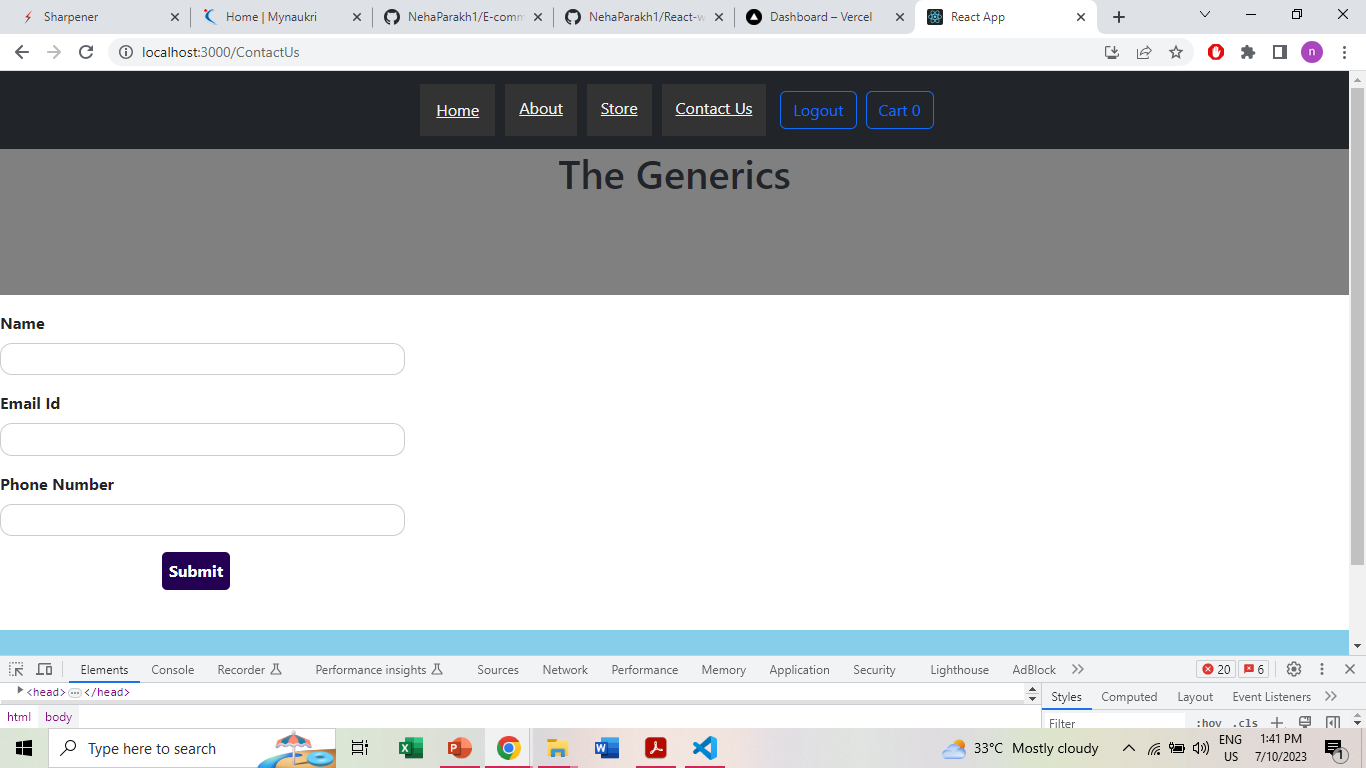 Sharpener
Home | Mynaukri
NehaParakh1/E-comm
NehaParakh1/React-w
Dashboard – Vercel
React App
localhost:3000/ContactUs
n
Home
About
Store
Contact Us
Logout
Cart 0
The Generics
Name
Email Id
Phone Number
Submit
Elements
Console
Recorder
Performance insights
Sources
Network
Performance
Memory
Application
Security
Lighthouse
AdBlock
20
6
<head>
</head>
Styles
Computed
Layout
Event Listeners
html
body
Filter
:hov
.cls
Type here to search
33°C Mostly cloudy
ENG
US
1:41 PM
7/10/2023
1